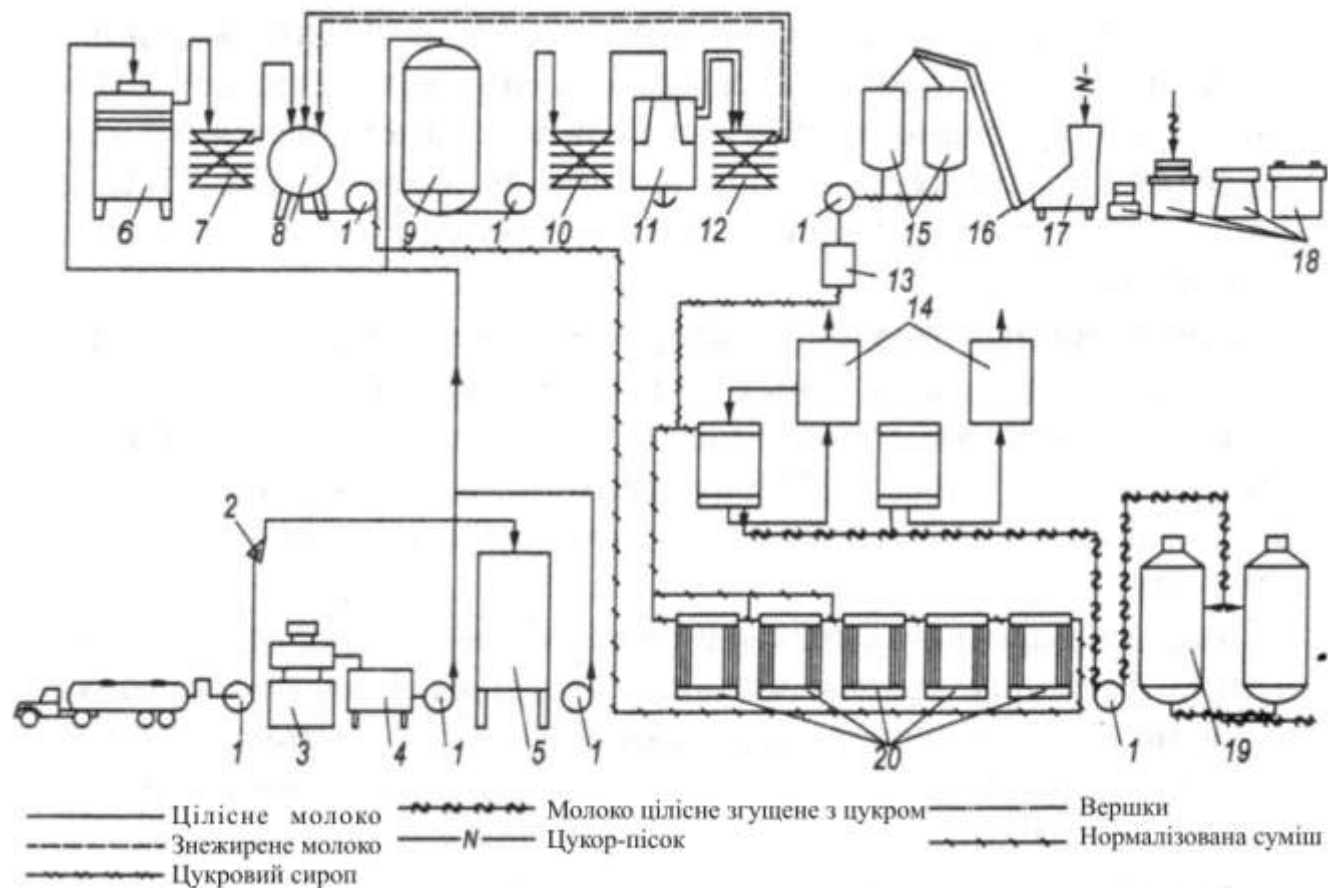 N
6 7 8 1 9 1 10 11 12 1 15 16 17 18
13
14
2
1 3 4 1 5 1 20 1 19
Цілісне молоко Молоко цілісне згущене з цукром Вершки
Знежирене молоко N Цукор-пісок Нормалізована суміш
Цукровий сироп